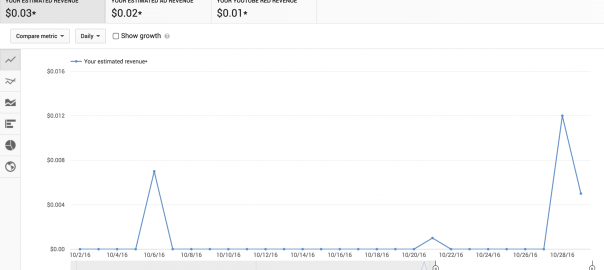 YOUR ESTIMATED REVENUE YOUR ESTIMATED AD REVENUE YOUR YOUTUBE RED REVENUE
$0.03* $0.02* $0.01*
Compare metric Daily Show growth
Your estimated revenue*
$0.016
$0.012
$0.008
$0.004
$0.00
10/2/16 10/4/16 10/6/16 10/8/16 10/10/16 10/12/16 10/14/16 10/16/16 10/18/16 10/20/16 10/22/16 10/24/16 10/26/16 10/28/16